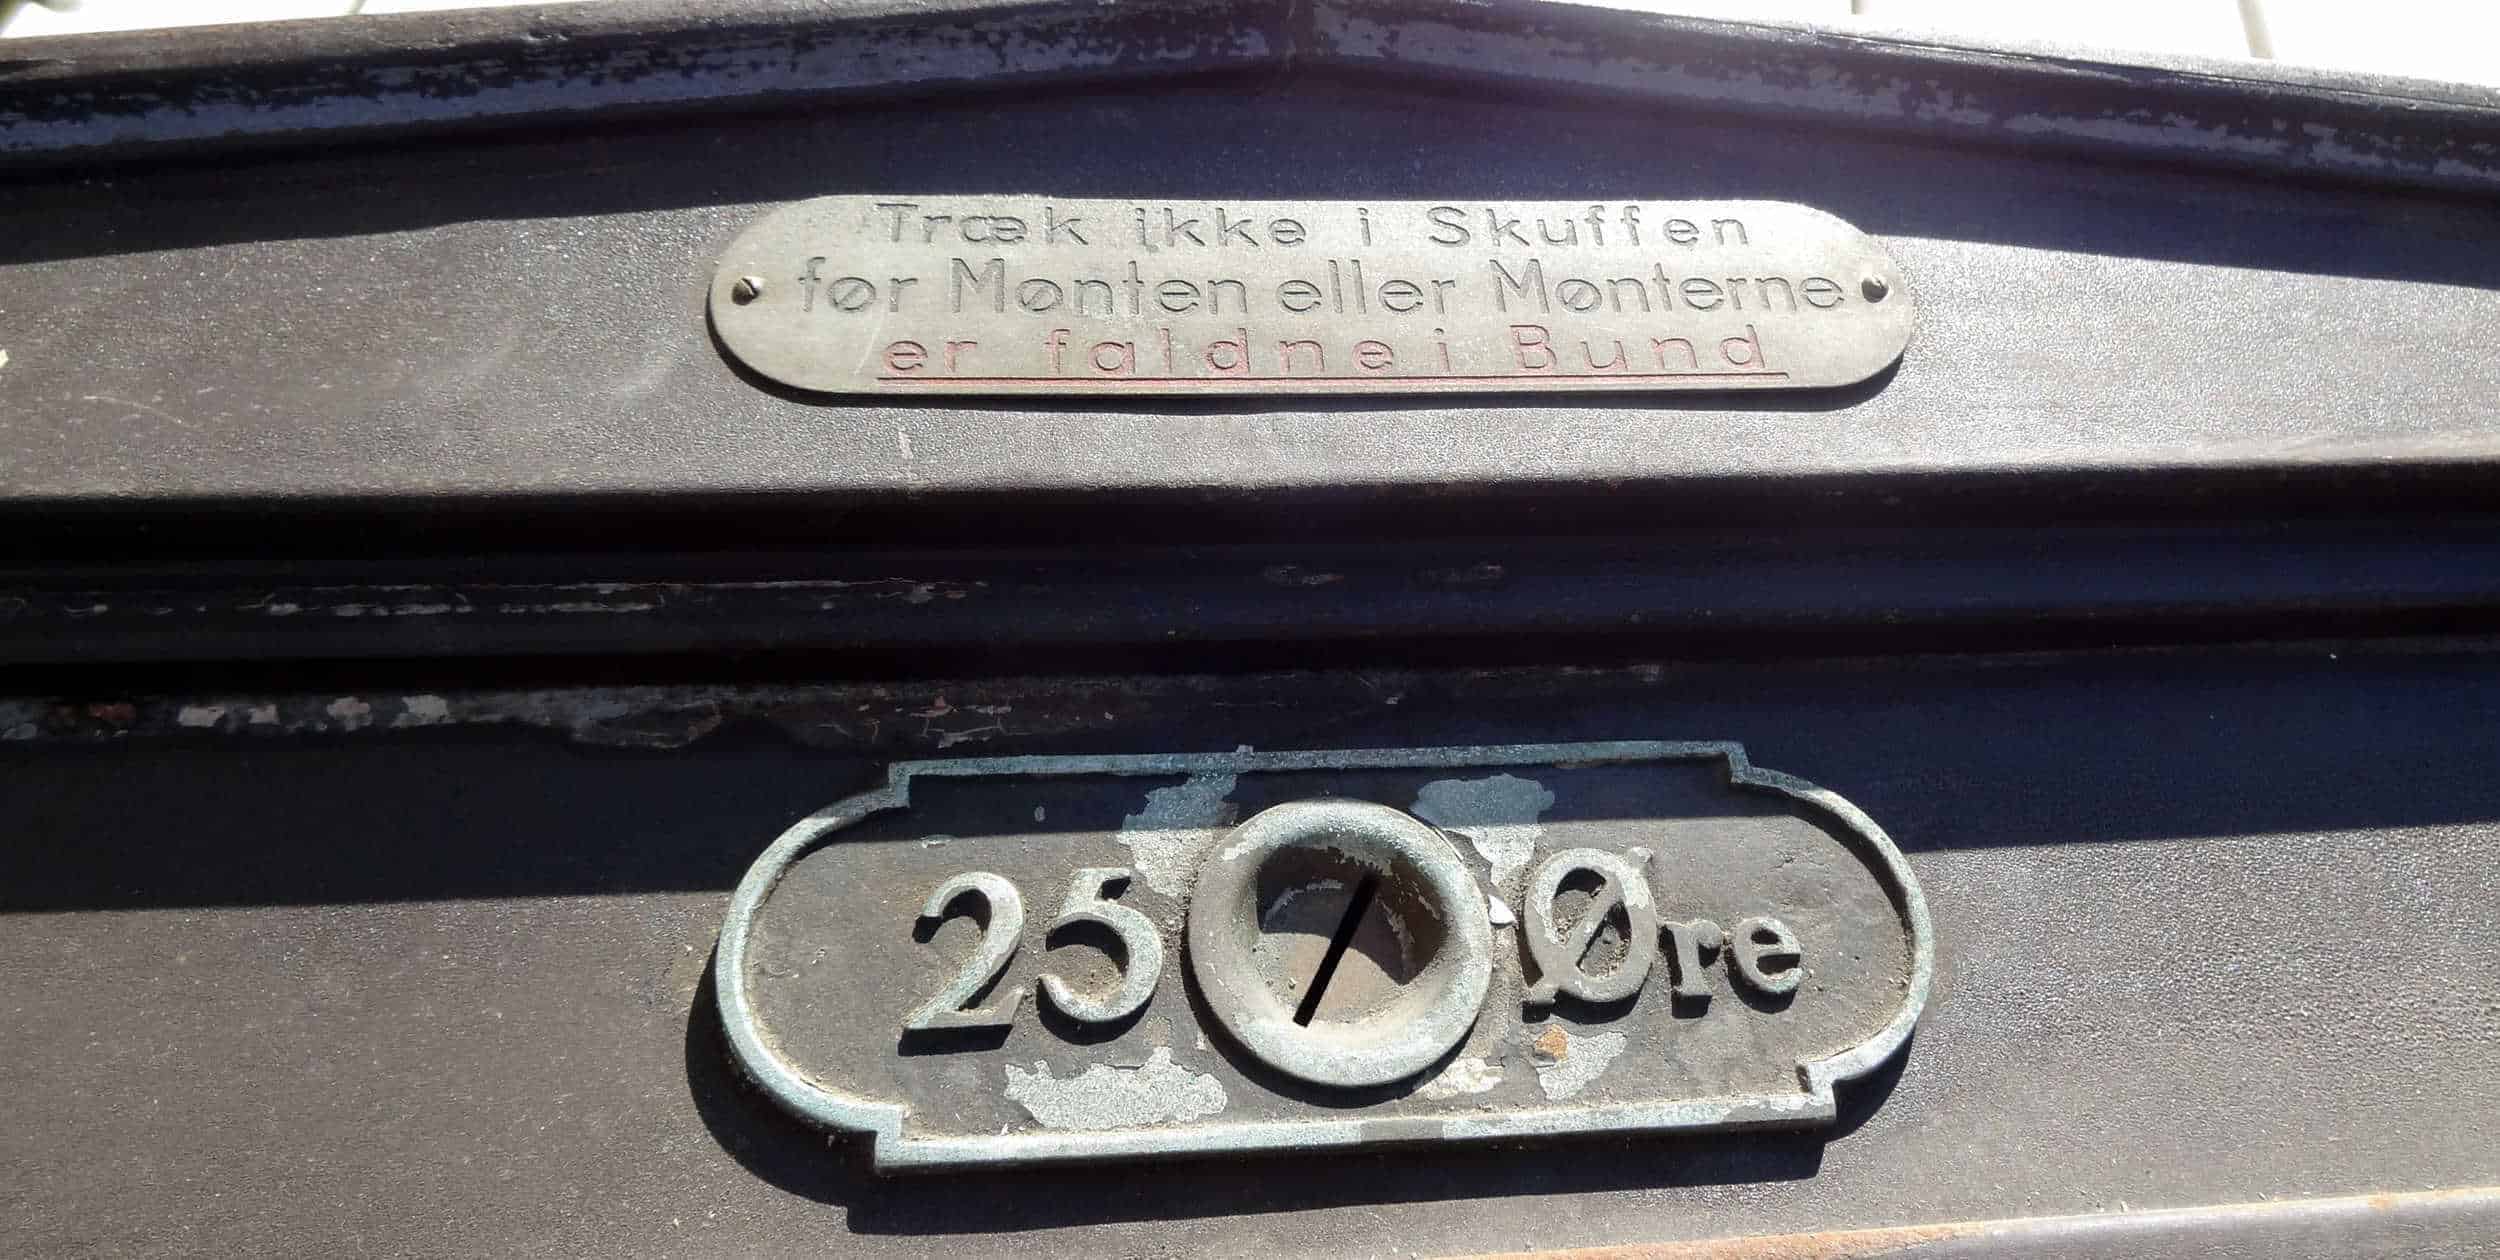 Træk ikke i Skuffen
før Mønten eller Mønterne
er faldne i Bund
25 Øre